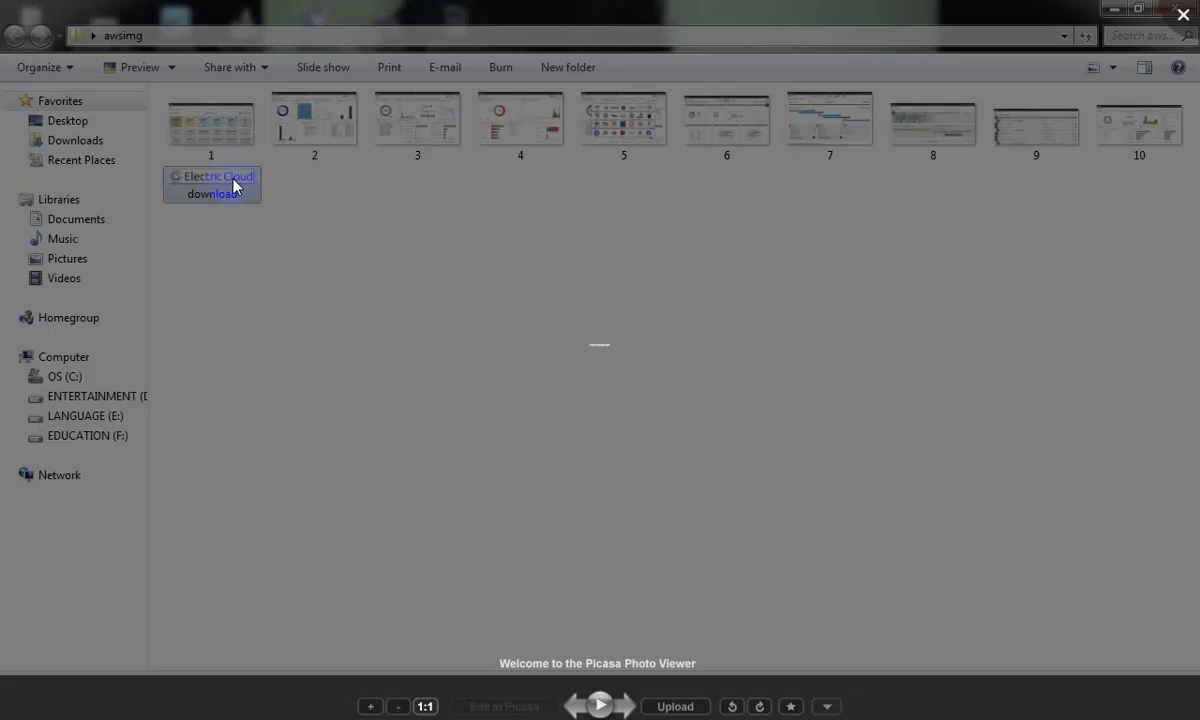 awsimg
Search aws...
Organize Preview Share with Slide show Print E-mail Burn New folder
Favorites
Desktop
Downloads
Recent Places
Libraries
Documents
Music
Pictures
Videos
Homegroup
Computer
OS (C:)
ENTERTAINMENT (D
LANGUAGE (E:)
EDUCATION (F:)
Network
1 2 3 4 5 6 7 8 9 10
Electric Cloud
download
Welcome to the Picasa Photo Viewer
+ - 1:1 Edit in Picasa Upload